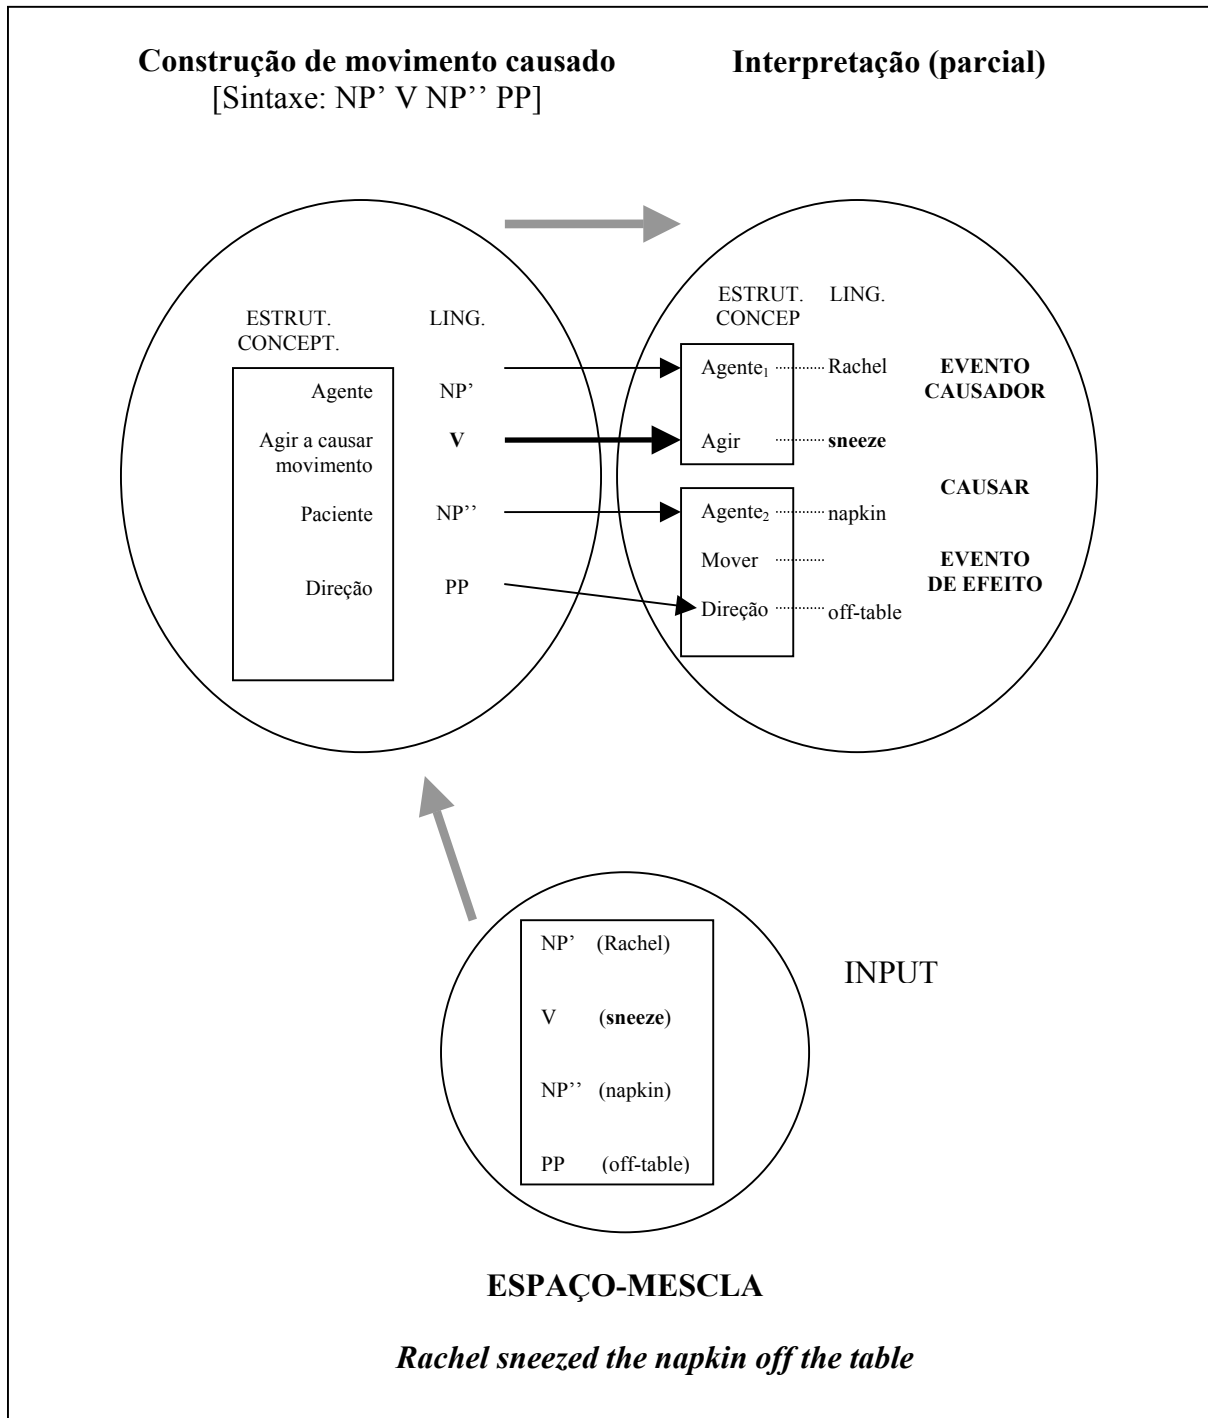 Construção de movimento causado
[Sintaxe: NP’ V NP’’ PP]
Interpretação (parcial)
ESTRUT.
CONCEPT.
LING.
Agente
NP’
Agir a causar
movimento
V
Paciente
NP’’
Direção
PP
ESTRUT.
CONCEP
LING.
Agente1 Rachel
Agir sneeze
Agente2 napkin
Mover
Direção off-table
EVENTO
CAUSADOR
CAUSAR
EVENTO
DE EFEITO
NP’ (Rachel)
V (sneeze)
NP’’ (napkin)
PP (off-table)
INPUT
ESPAÇO-MESCLA
Rachel sneezed the napkin off the table